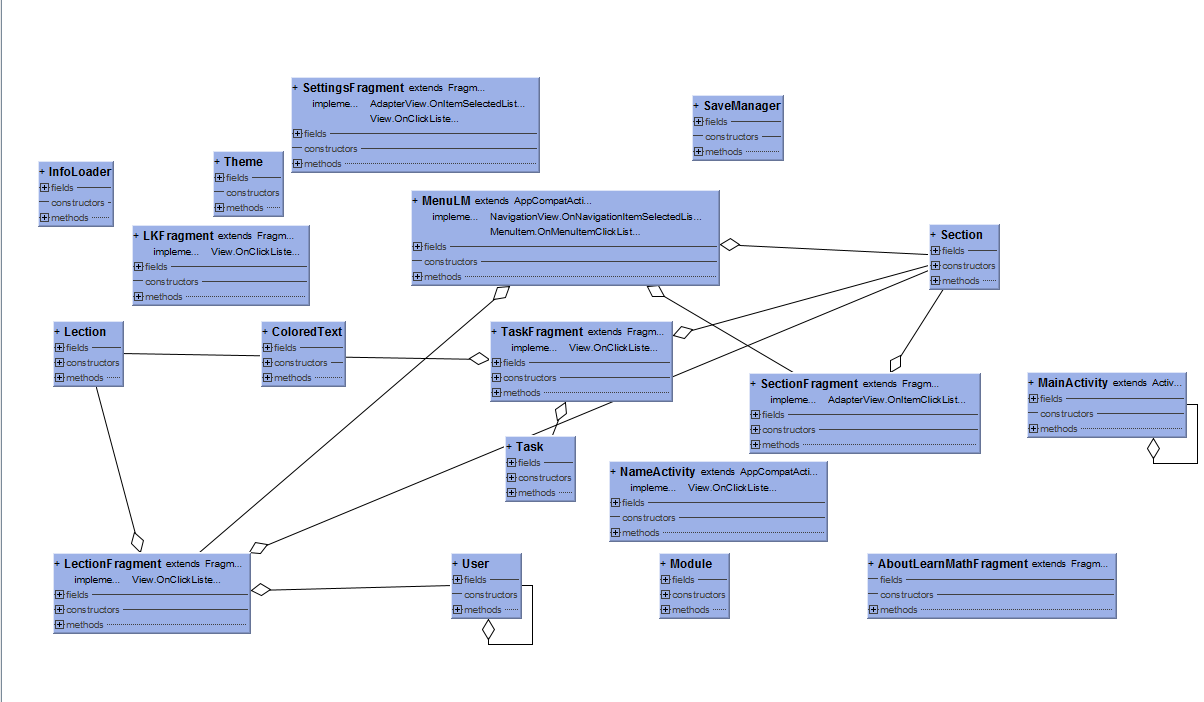 + SettingsFragment extends Fragm...
impleme... AdapterView.OnItemSelectedList...
View.OnClickListe...
fields
constructors
methods
+ SaveManager
fields
constructors
methods
+ Theme
fields
constructors
methods
+ InfoLoader
fields
constructors
methods
+ MenuLM extends AppCompatActi...
impleme... NavigationView.OnNavigationItemSelectedLis...
MenuItem.OnMenuItemClickList...
fields
constructors
methods
+ LKFragment extends Fragm...
impleme... View.OnClickListe...
fields
constructors
methods
+ Section
fields
constructors
methods
+ Lection
fields
constructors
methods
+ ColoredText
fields
constructors
methods
+ TaskFragment extends Fragm...
impleme... View.OnClickListe...
fields
constructors
methods
+ SectionFragment extends Fragm...
impleme... AdapterView.OnItemClickList...
fields
constructors
methods
+ MainActivity extends Activ...
fields
constructors
methods
+ Task
fields
constructors
methods
+ NameActivity extends AppCompatActi...
impleme... View.OnClickListe...
fields
constructors
methods
+ LectionFragment extends Fragm...
impleme... View.OnClickListe...
fields
constructors
methods
+ User
fields
constructors
methods
+ Module
fields
constructors
methods
+ AboutLearnMathFragment extends Fragm...
fields
constructors
methods